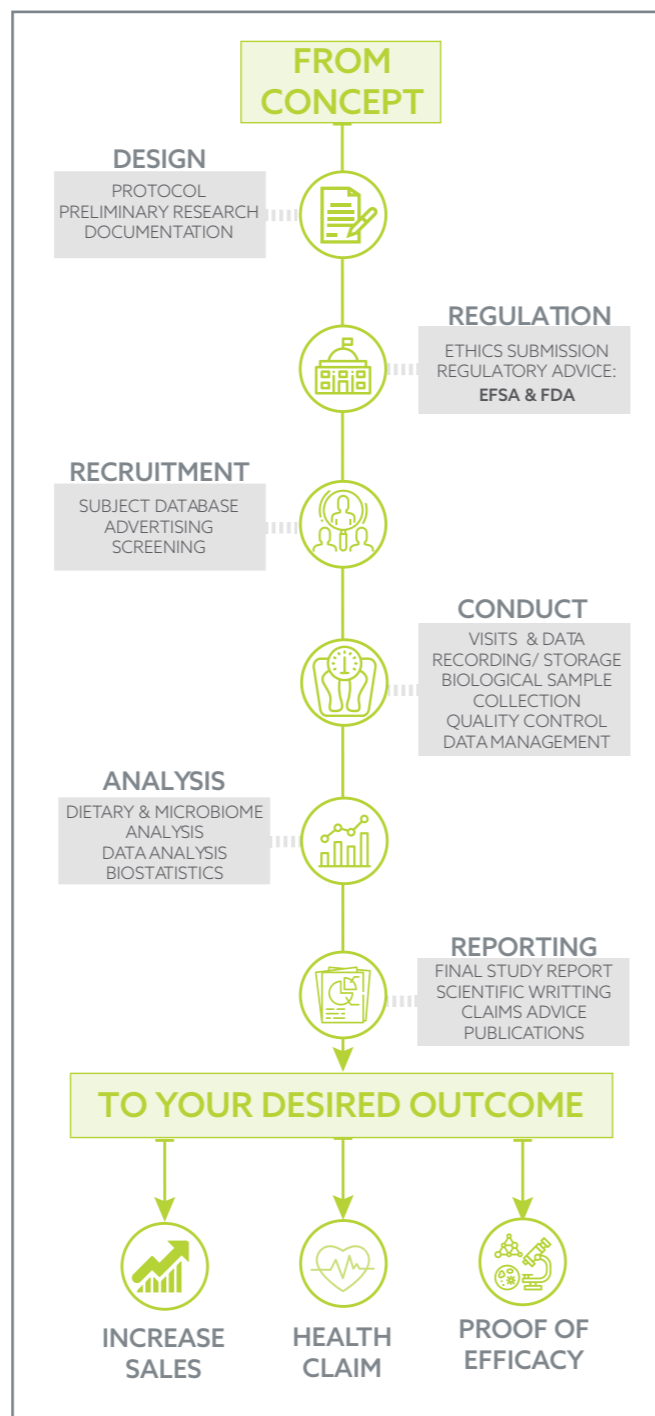 FROM
CONCEPT
DESIGN
PROTOCOL
PRELIMINARY RESEARCH
DOCUMENTATION
REGULATION
ETHICS SUBMISSION
REGULATORY ADVICE:
EFSA & FDA
RECRUITMENT
SUBJECT DATABASE
ADVERTISING
SCREENING
CONDUCT
VISITS & DATA
RECORDING/ STORAGE
BIOLOGICAL SAMPLE
COLLECTION
QUALITY CONTROL
DATA MANAGEMENT
ANALYSIS
DIETARY & MICROBIOME
ANALYSIS
DATA ANALYSIS
BIOSTATISTICS
REPORTING
FINAL STUDY REPORT
SCIENTIFIC WRITTING
CLAIMS ADVICE
PUBLICATIONS
TO YOUR DESIRED OUTCOME
INCREASE
SALES
HEALTH
CLAIM
PROOF OF
EFFICACY